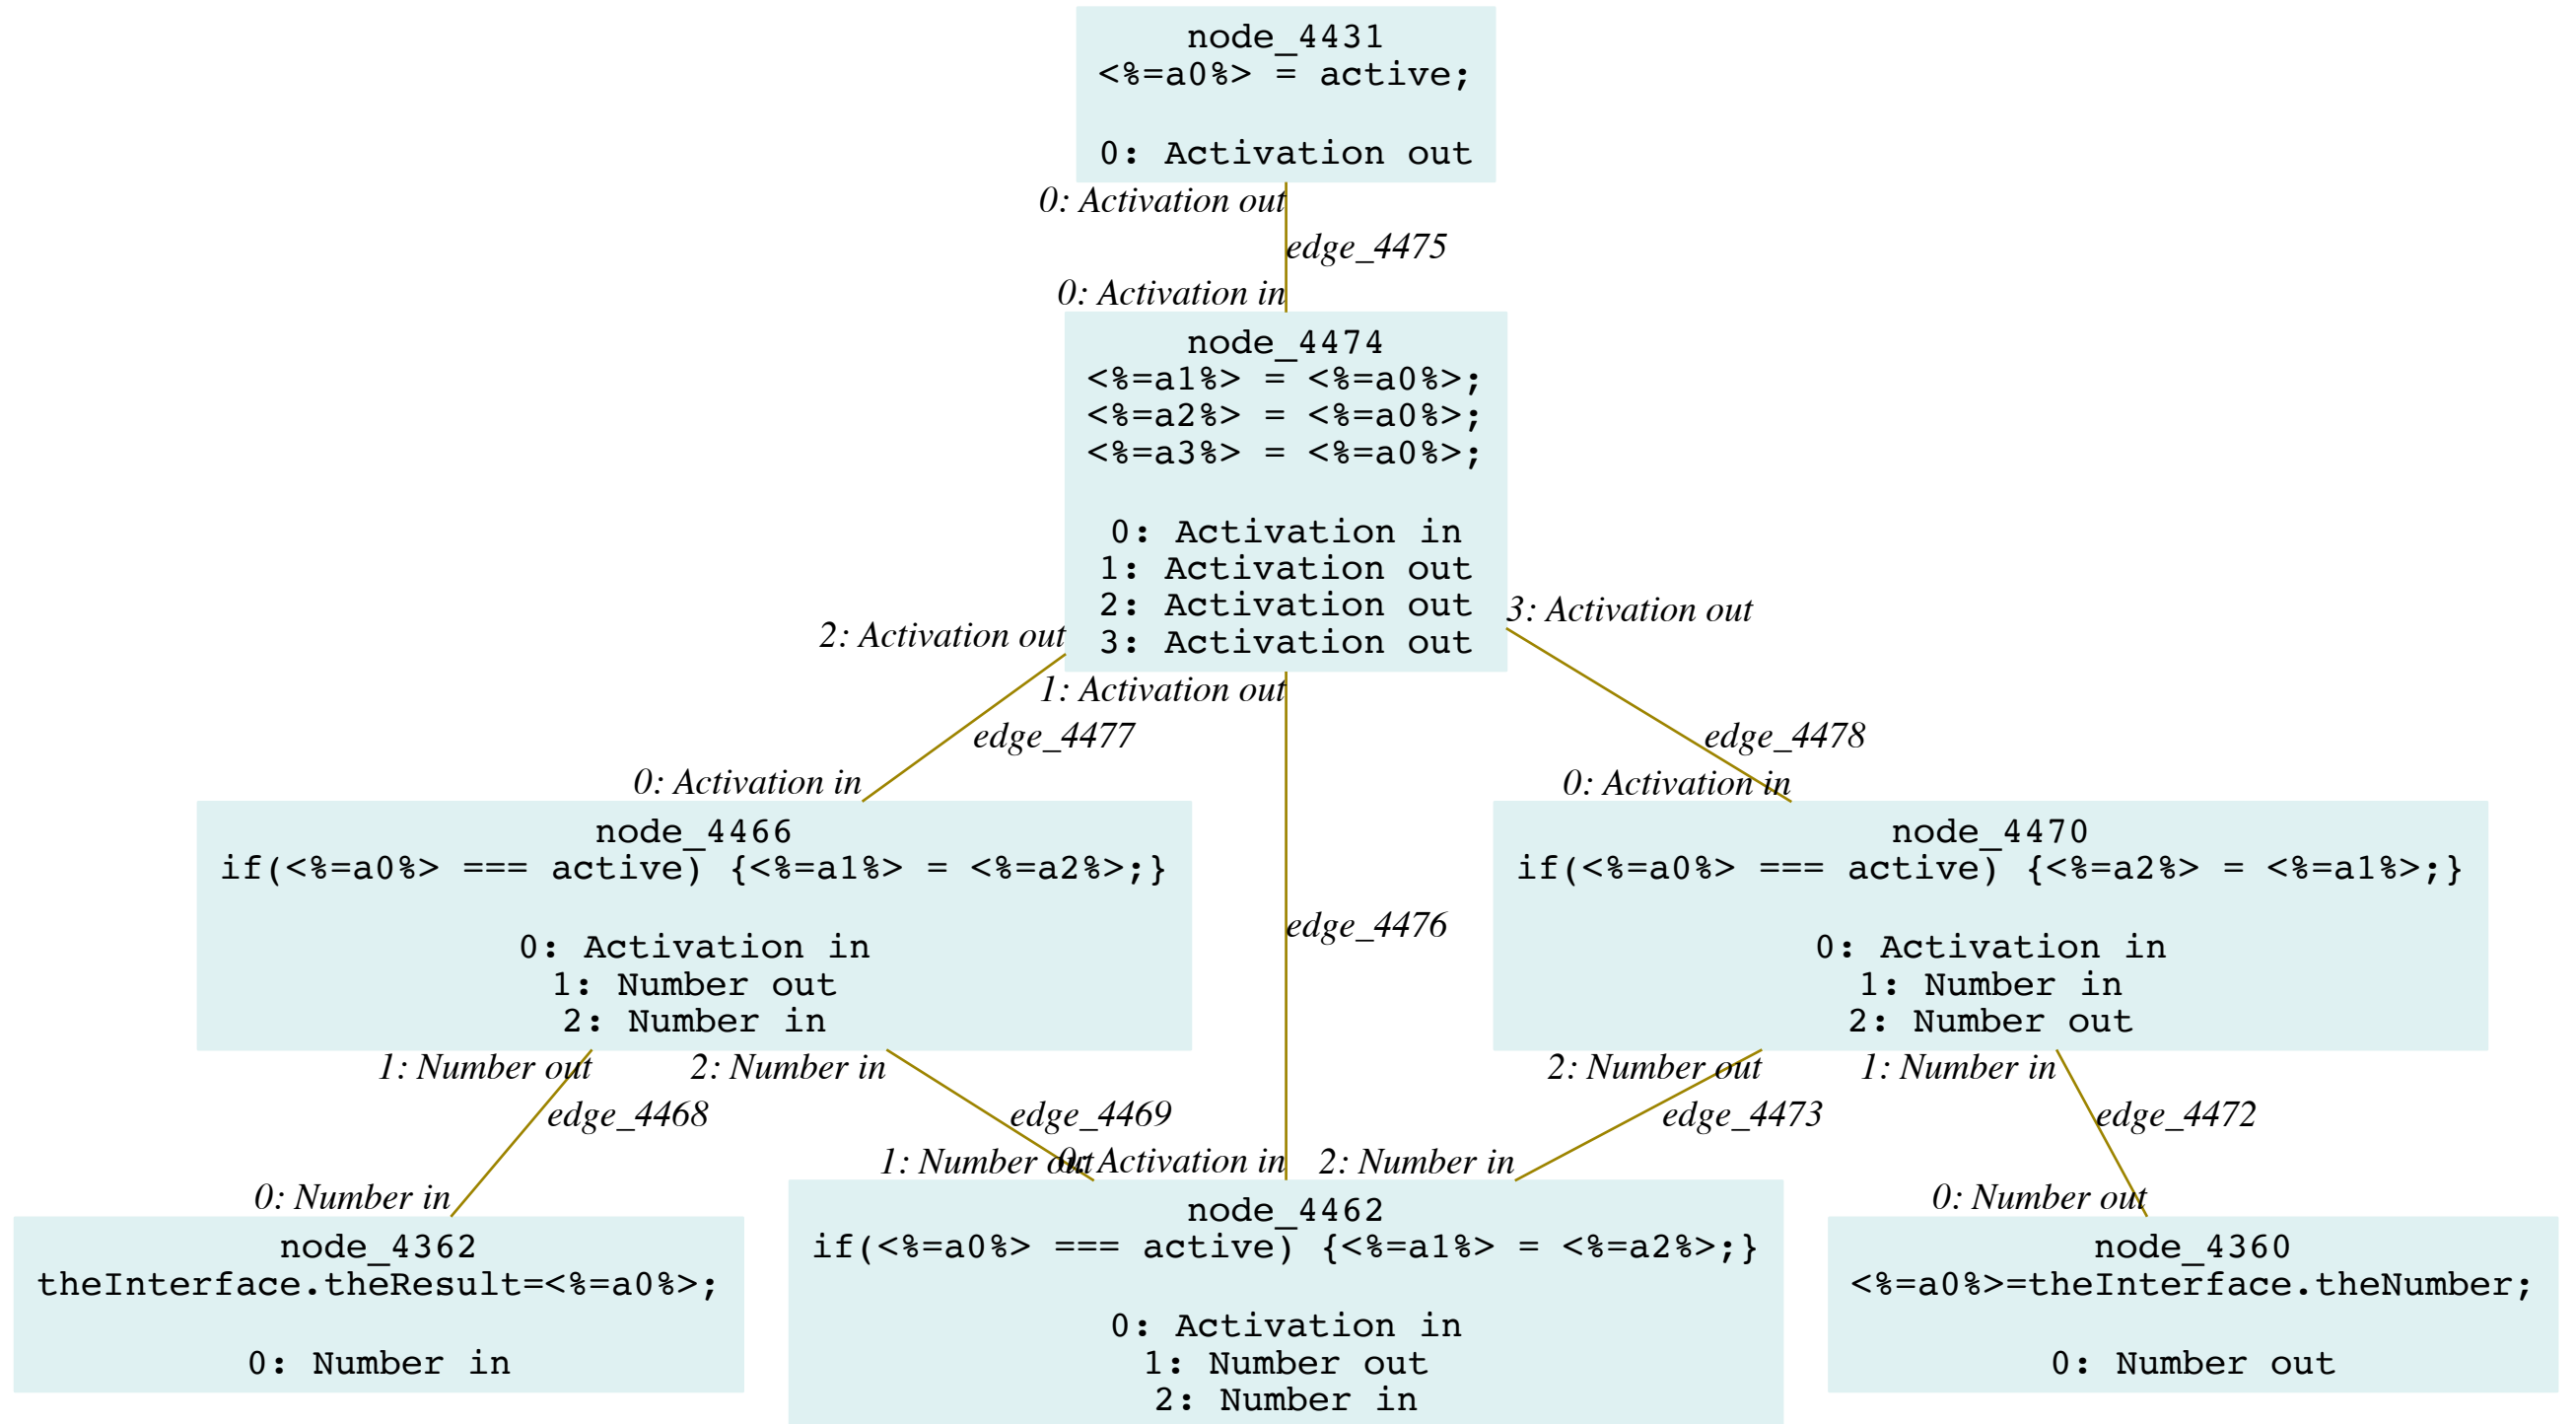 node_4431
<%=a0%> = active;
0: Activation out
0: Activation out
edge_4475
0: Activation in
node_4474
<%=a1%> = <%=a0%>;
<%=a2%> = <%=a0%>;
<%=a3%> = <%=a0%>;
0: Activation in
1: Activation out
2: Activation out
3: Activation out
2: Activation out
3: Activation out
1: Activation out
edge_4477
edge_4478
0: Activation in
0: Activation in
node_4466
if(<%=a0%> === active) {<%=a1%> = <%=a2%>;}
0: Activation in
1: Number out
2: Number in
edge_4476
node_4470
if(<%=a0%> === active) {<%=a2%> = <%=a1%>;}
0: Activation in
1: Number in
2: Number out
1: Number out
2: Number in
2: Number out
1: Number in
edge_4468
edge_4469
edge_4473
edge_4472
0: Number in
1: Number out
0: Activation in
2: Number in
0: Number out
node_4362
theInterface.theResult=<%=a0%>;
0: Number in
node_4462
if(<%=a0%> === active) {<%=a1%> = <%=a2%>;}
0: Activation in
1: Number out
2: Number in
node_4360
<%=a0%>=theInterface.theNumber;
0: Number out